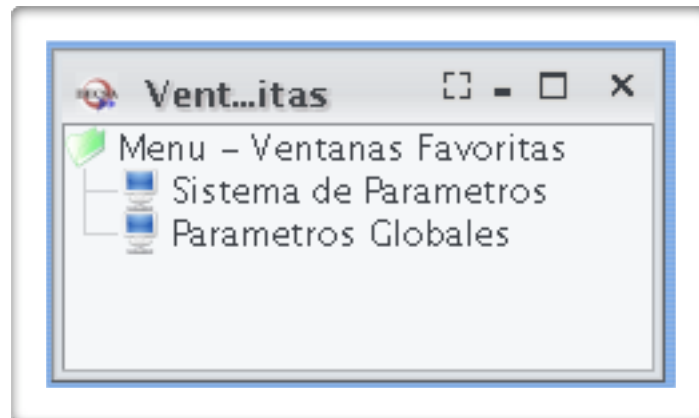 Vent...itas
Menu – Ventanas Favoritas
Sistema de Parametros
Parametros Globales